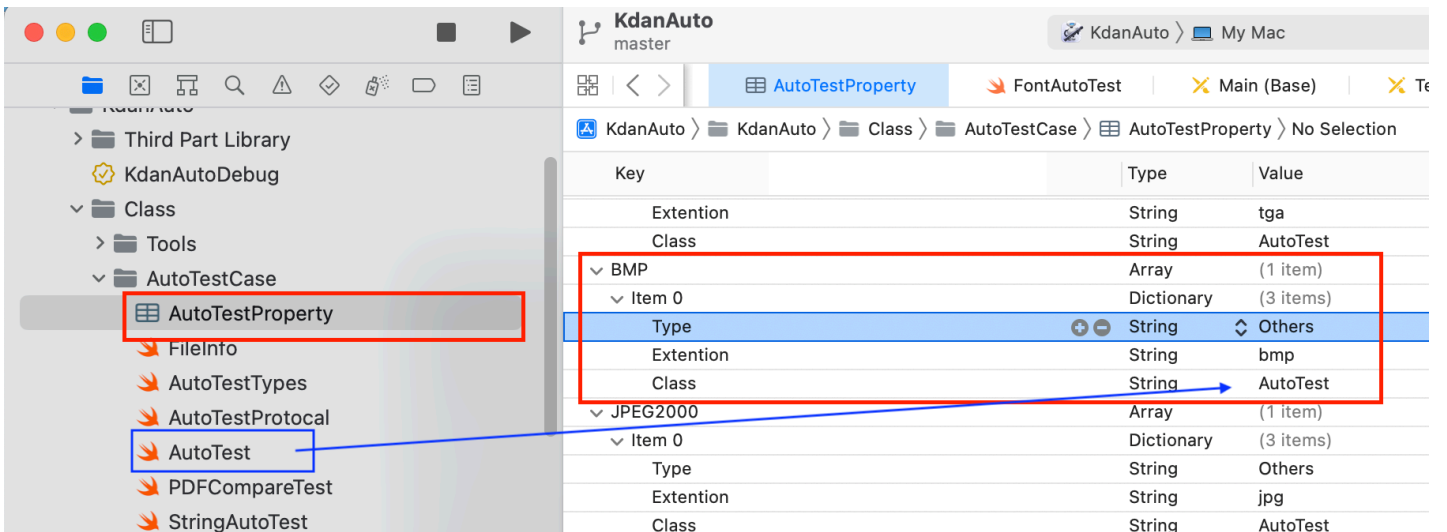 KdanAuto
master
KdanAuto
My Mac
AutoTestProperty
FontAutoTest
Main (Base)
KdanAuto
KdanAuto
Class
AutoTestCase
AutoTestProperty
No Selection
KdanAuto
Third Part Library
KdanAutoDebug
Class
Tools
AutoTestCase
AutoTestProperty
FileInfo
AutoTestTypes
AutoTestProtocal
AutoTest
PDFCompareTest
StringAutoTest
Key Type Value
Extention String tga
Class String AutoTest
BMP Array (1 item)
Item 0 Dictionary (3 items)
Type String Others
Extention String bmp
Class String AutoTest
JPEG2000 Array (1 item)
Item 0 Dictionary (3 items)
Type String Others
Extention String jpg
Class String AutoTest